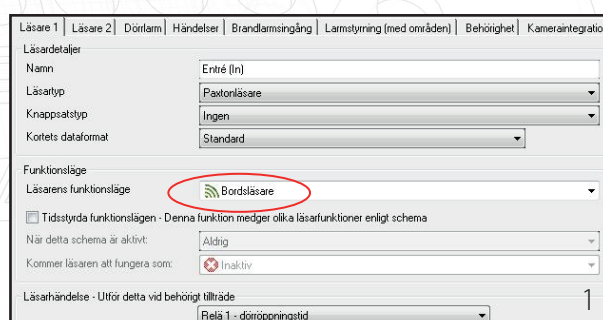 Läsare 1 Läsare 2 Dörrlarm Händelser Brandlarmsingång Larmstyrning (med områden) Behörighet Kameraintegratio
Läsardetaljer
Namn Entré (In)
Läsartyp Paxtonläsare
Knappsatstyp Ingen
Kortets dataformat Standard
Funktionsläge
Läsarens funktionsläge Bordsläsare
Tidsstyrda funktionslägen - Denna funktion medger olika läsarfunktioner enligt schema
När detta schema är aktivt: Aldrig
Kommer läsaren att fungera som: Inaktiv
Läsarhändelse - Utför detta vid behörigt tillträde
Relä 1 - dörröppningstid
1